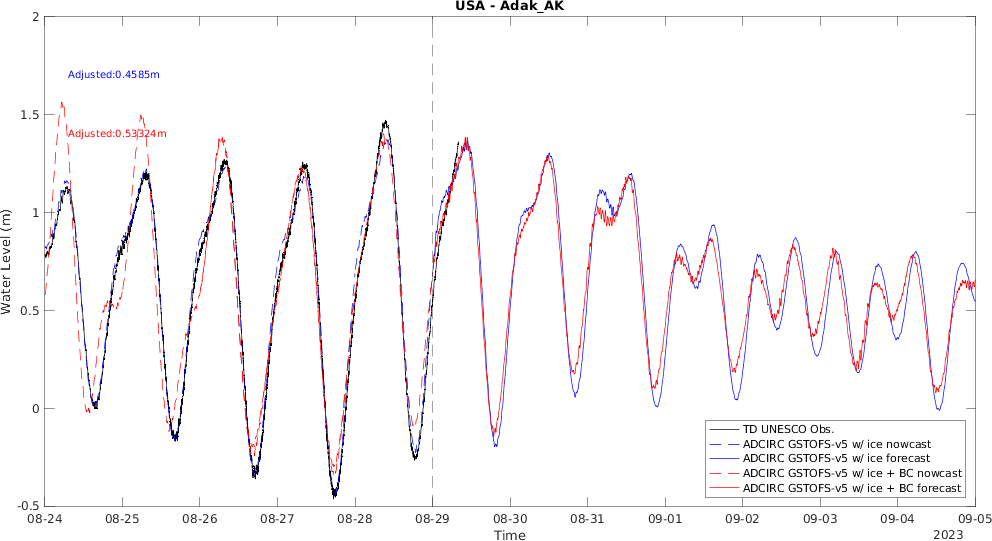 USA - Adak_AK
2
Adjusted:0.4585m
1.5
Adjusted:0.53324m
1
Water Level (m)
0.5
0
-0.5
TD UNESCO Obs.
ADCIRC GSTOFS-v5 w/ ice nowcast
ADCIRC GSTOFS-v5 w/ ice forecast
ADCIRC GSTOFS-v5 w/ ice + BC nowcast
ADCIRC GSTOFS-v5 w/ ice + BC forecast
08-24 08-25 08-26 08-27 08-28 08-29 08-30 08-31 09-01 09-02 09-03 09-04 09-05
Time
2023